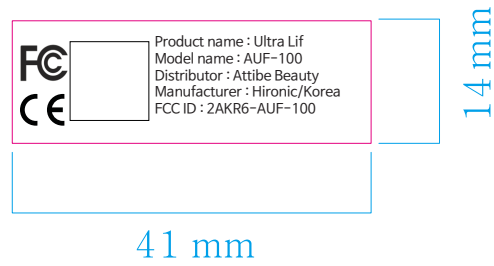 FC
CE
Product name : Ultra Lif
Model name : AUF-100
Distributor : Attibe Beauty
Manufacturer : Hironic/Korea
FCC ID : 2AKR6-AUF-100
14 mm
41 mm